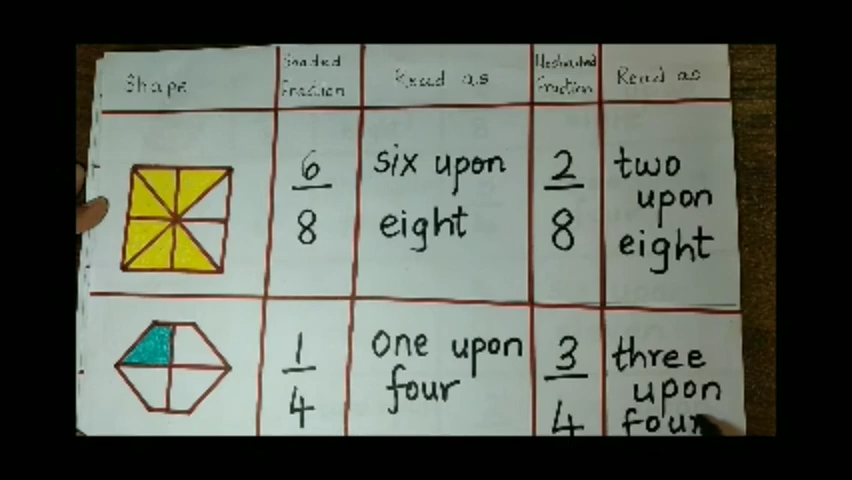 Shape
Shaded
Fraction
Read as
Unshaded
Fraction
Read as
6
8
six upon
eight
2
8
two
upon
eight
1
4
one upon
four
3
4
three
upon
four